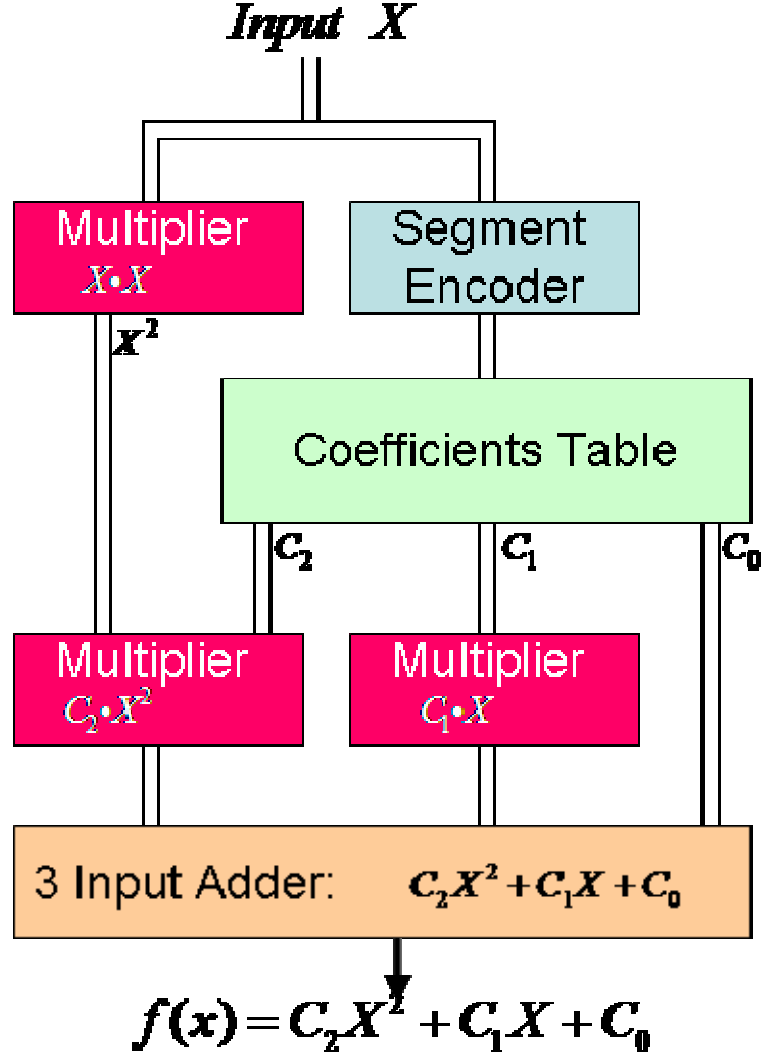 Input X
Multiplier
X•X
Segment
Encoder
X²
Coefficients Table
C₂
C₁
C₀
Multiplier
C₂•X²
Multiplier
C₁•X
3 Input Adder: C₂X²+C₁X+C₀
f(x)=C₂X²+C₁X+C₀